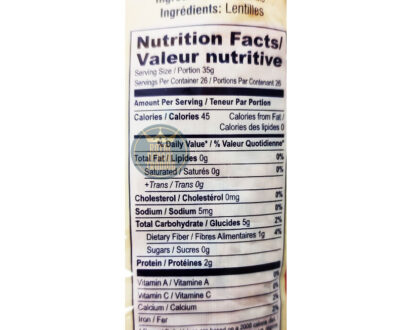 Ingrédients: Lentilles
Nutrition Facts/
Valeur nutritive
Serving Size / Portion 35g
Servings Per Container 26 / Portions Par Contenant 26
Amount Per Serving / Teneur Par Portion
Calories / Calories 45 Calories from Fat /
Calories des lipides 0
% Daily Value* / % Valeur Quotidienne*
Total Fat / Lipides 0g 0%
Saturated / Saturés 0g 0%
+Trans / Trans 0g
Cholesterol / Cholestérol 0mg 0%
Sodium / Sodium 5mg 0%
Total Carbohydrate / Glucides 5g 2%
Dietary Fiber / Fibres Alimentaires 1g 4%
Sugars / Sucres 0g
Protein / Protéines 2g
Vitamin A / Vitamine A 0%
Vitamin C / Vitamine C 2%
Calcium / Calcium
Iron / Fer